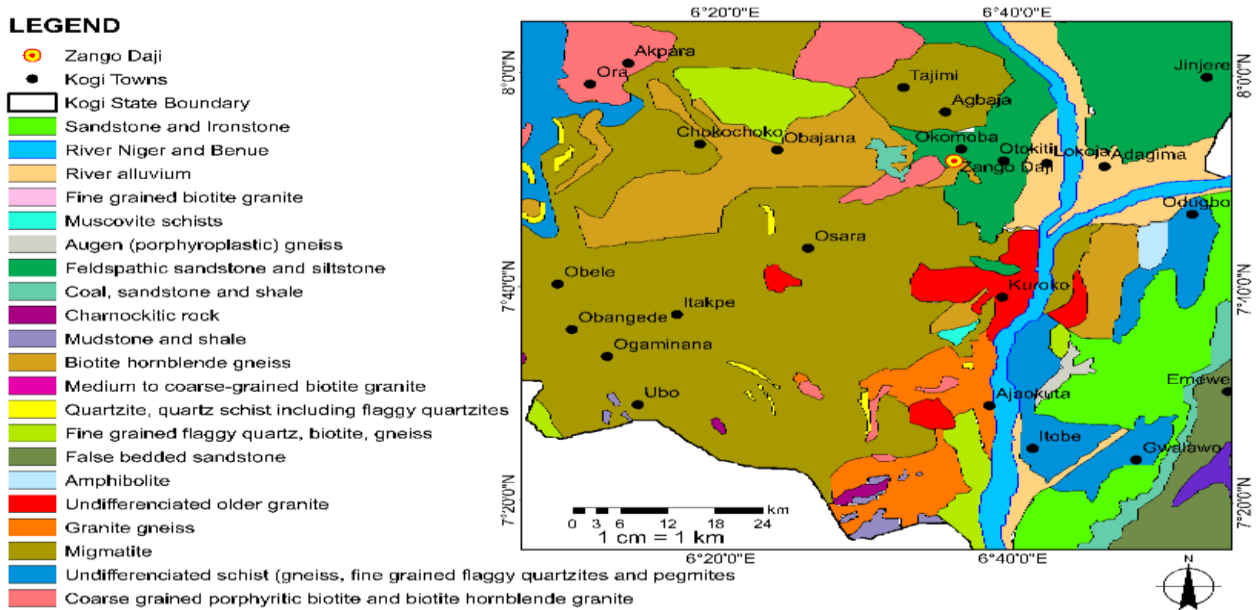 LEGEND
Zango Daji
Kogi Towns
Kogi State Boundary
Sandstone and Ironstone
River Niger and Benue
River alluvium
Fine grained biotite granite
Muscovite schists
Augen (porphyroplastic) gneiss
Feldspathic sandstone and siltstone
Coal, sandstone and shale
Charnockitic rock
Mudstone and shale
Biotite hornblende gneiss
Medium to coarse-grained biotite granite
Quartzite, quartz schist including flaggy quartzites
Fine grained flaggy quartz, biotite, gneiss
False bedded sandstone
Amphibolite
Undifferenciated older granite
Granite gneiss
Migmatite
Undifferenciated schist (gneiss, fine grained flaggy quartzites and pegmites
Coarse grained porphyritic biotite and biotite hornblende granite
6°20'0"E
6°40'0"E
8°0'0"N
8°0'0"N
7°40'0"N
7°40'0"N
7°20'0"N
7°20'0"N
Akpara
Ora
Tajimi
Jinjere
Agbaja
Chokochoko
Obajana
Okomoba
Otokiti
Lokoja
Adagima
Zango Daji
Odugbo
Osara
Obele
Itakpe
Kuroko
Obangede
Ogaminana
Ubo
Emewe
Ajaokuta
Itobe
Gwalawo
0 3 6 12 18 24 km
1 cm = 1 km
6°20'0"E
6°40'0"E
N